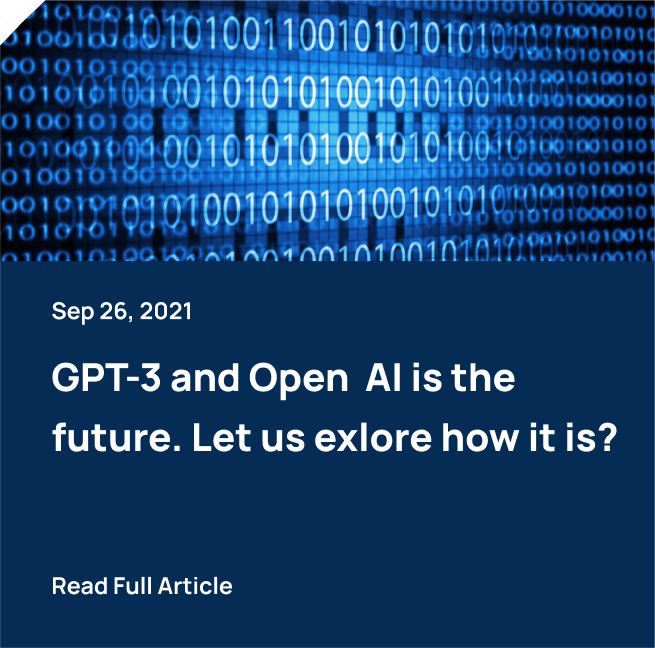 Sep 26, 2021
GPT-3 and Open  AI is the
future. Let us exlore how it is?
Read Full Article